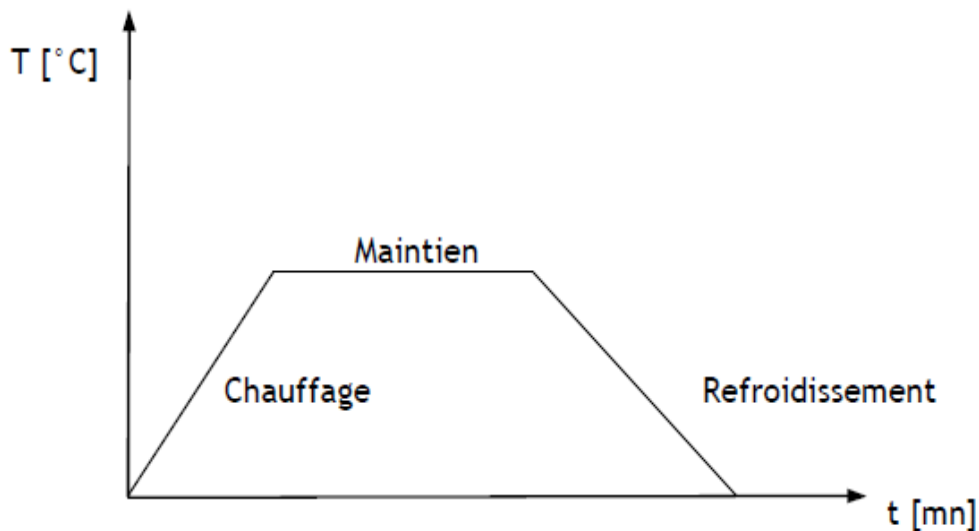 T [°C]
Maintien
Chauffage
Refroidissement
t [mn]